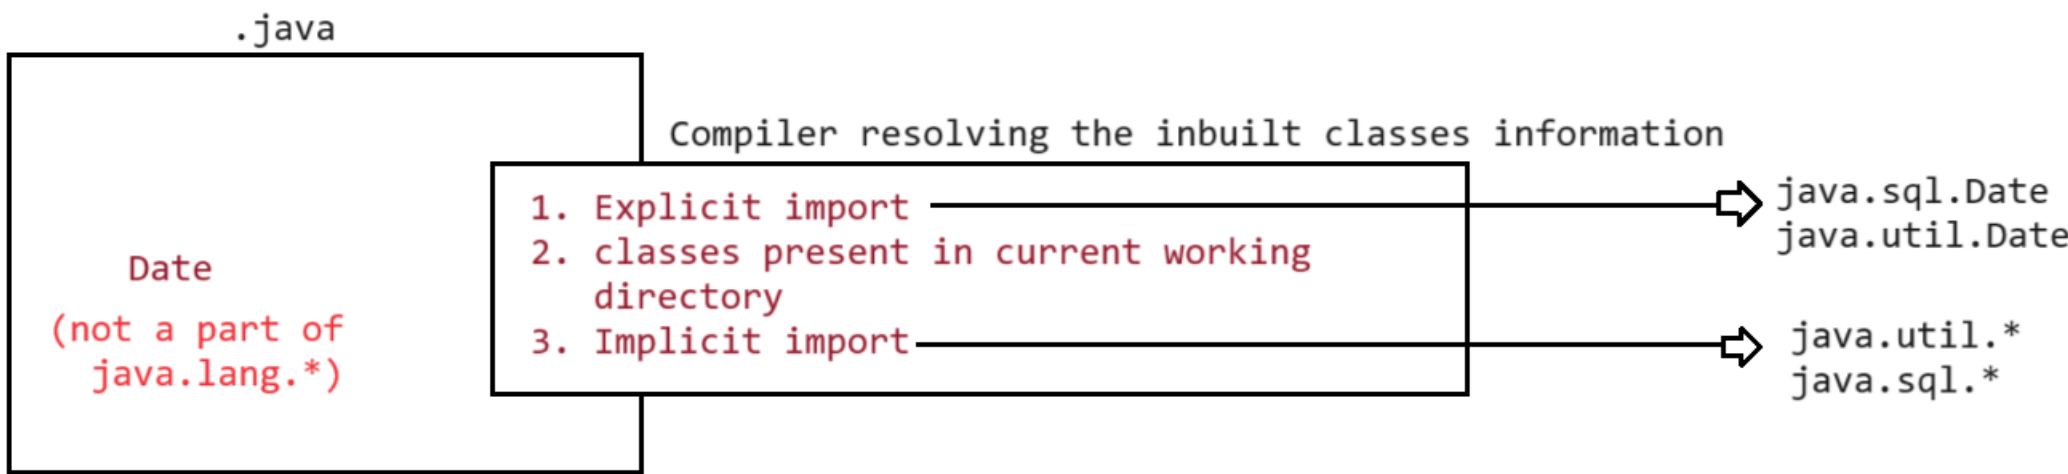 .java
Compiler resolving the inbuilt classes information
1. Explicit import
2. classes present in current working
directory
3. Implicit import
java.sql.Date
java.util.Date
java.util.*
java.sql.*
Date
(not a part of
java.lang.*)